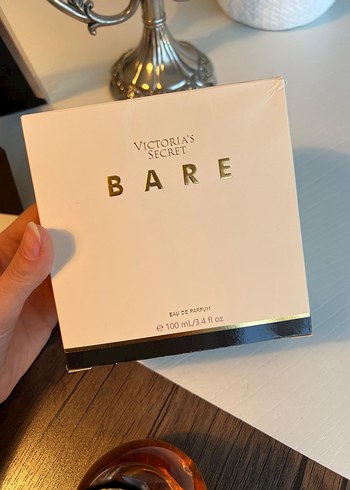 VICTORIA'S
SECRET
BARE
EAU DE PARFUM
℮ 100 mL/3.4 fl oz